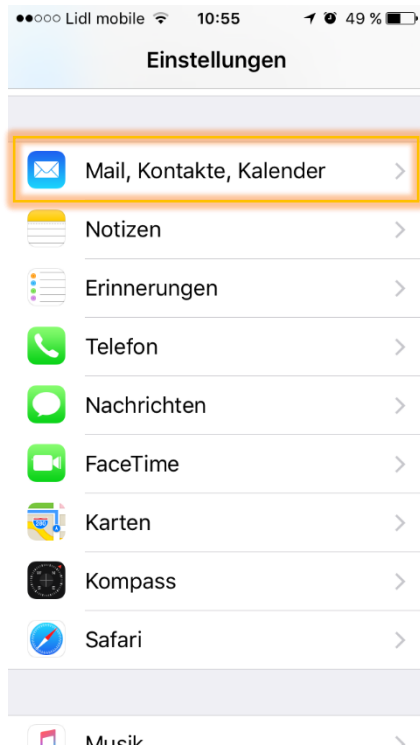 Lidl mobile 10:55 49 %
Einstellungen
Mail, Kontakte, Kalender
Notizen
Erinnerungen
Telefon
Nachrichten
FaceTime
Karten
Kompass
Safari
Musik